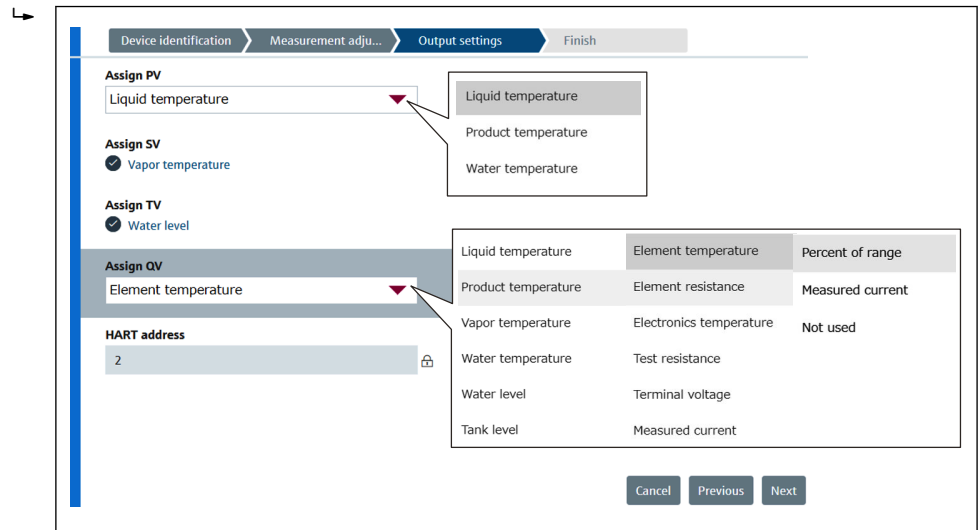 Device identification
Measurement adju...
Output settings
Finish
Assign PV
Liquid temperature
Liquid temperature
Product temperature
Water temperature
Assign SV
Vapor temperature
Assign TV
Water level
Assign QV
Element temperature
Liquid temperature
Product temperature
Vapor temperature
Water temperature
Water level
Tank level
Element temperature
Element resistance
Electronics temperature
Test resistance
Terminal voltage
Measured current
Percent of range
Measured current
Not used
HART address
2
Cancel
Previous
Next